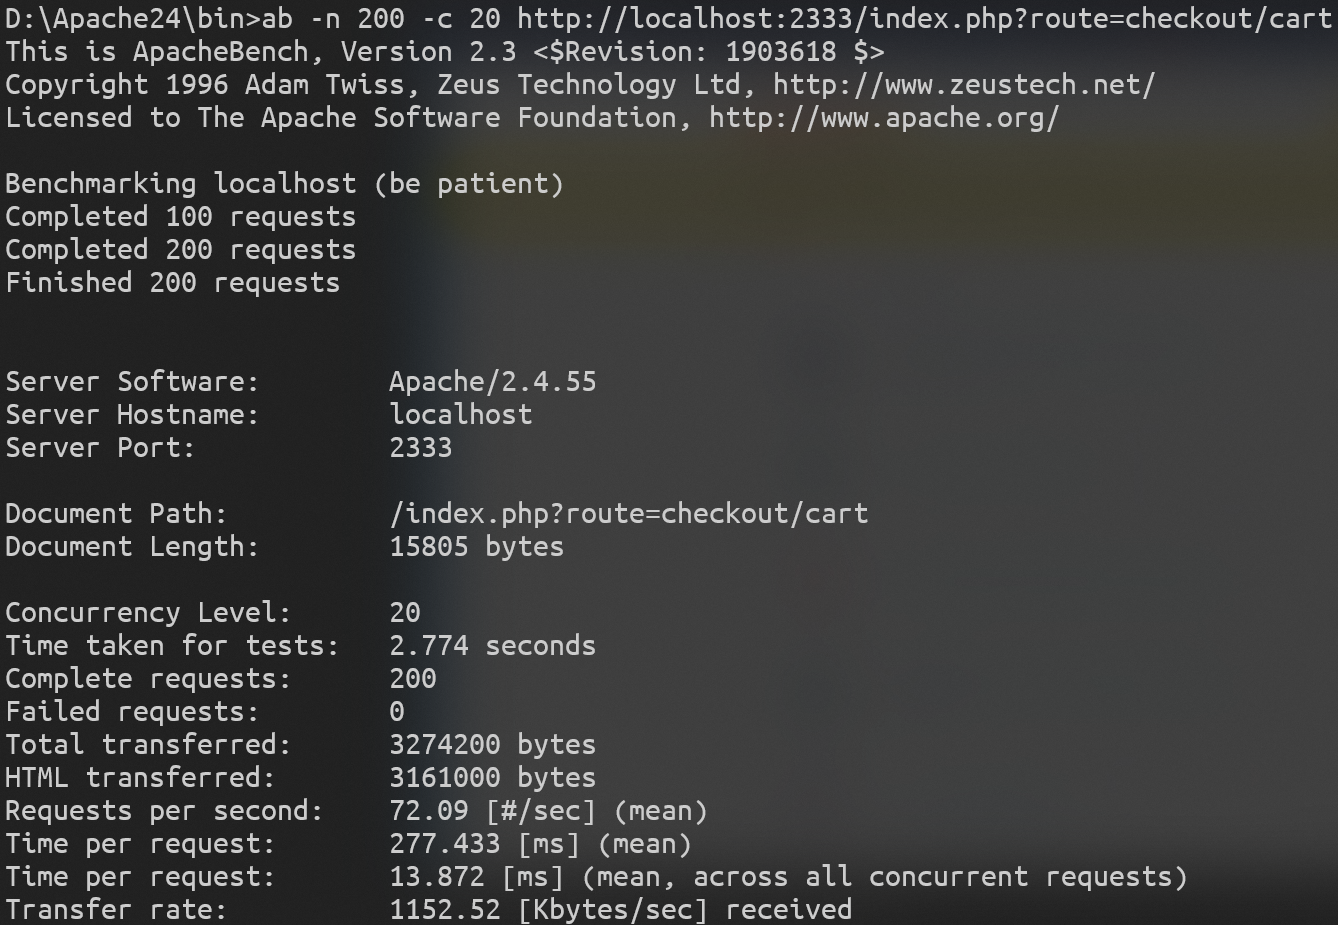 D:\Apache24\bin>ab -n 200 -c 20 http://localhost:2333/index.php?route=checkout/cart
This is ApacheBench, Version 2.3 <$Revision: 1903618 $>
Copyright 1996 Adam Twiss, Zeus Technology Ltd, http://www.zeustech.net/
Licensed to The Apache Software Foundation, http://www.apache.org/

Benchmarking localhost (be patient)
Completed 100 requests
Completed 200 requests
Finished 200 requests


Server Software:        Apache/2.4.55
Server Hostname:        localhost
Server Port:            2333

Document Path:          /index.php?route=checkout/cart
Document Length:        15805 bytes

Concurrency Level:      20
Time taken for tests:   2.774 seconds
Complete requests:      200
Failed requests:        0
Total transferred:      3274200 bytes
HTML transferred:       3161000 bytes
Requests per second:    72.09 [#/sec] (mean)
Time per request:       277.433 [ms] (mean)
Time per request:       13.872 [ms] (mean, across all concurrent requests)
Transfer rate:          1152.52 [Kbytes/sec] received